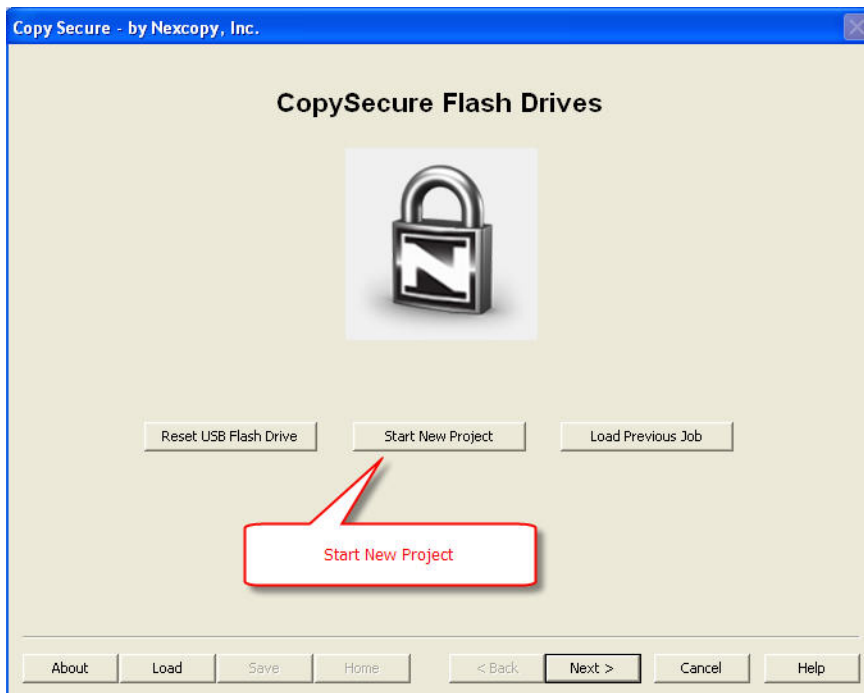 Copy Secure - by Nexcopy, Inc.
CopySecure Flash Drives
N
Reset USB Flash Drive
Start New Project
Load Previous Job
Start New Project
About
Load
Save
Home
< Back
Next >
Cancel
Help